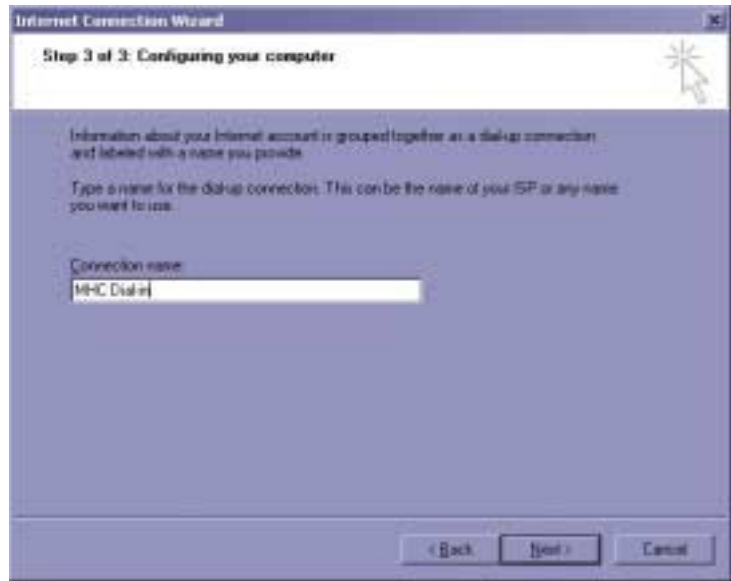 Internet Connection Wizard
Step 3 of 3: Configuring your computer
Information about your Internet account is grouped together as a dial-up connection
and labeled with a name you provide.
Type a name for the dial-up connection. This can be the name of your ISP or any name
you want to use.
Connection name:
MHC Dial-in
< Back
Next >
Cancel